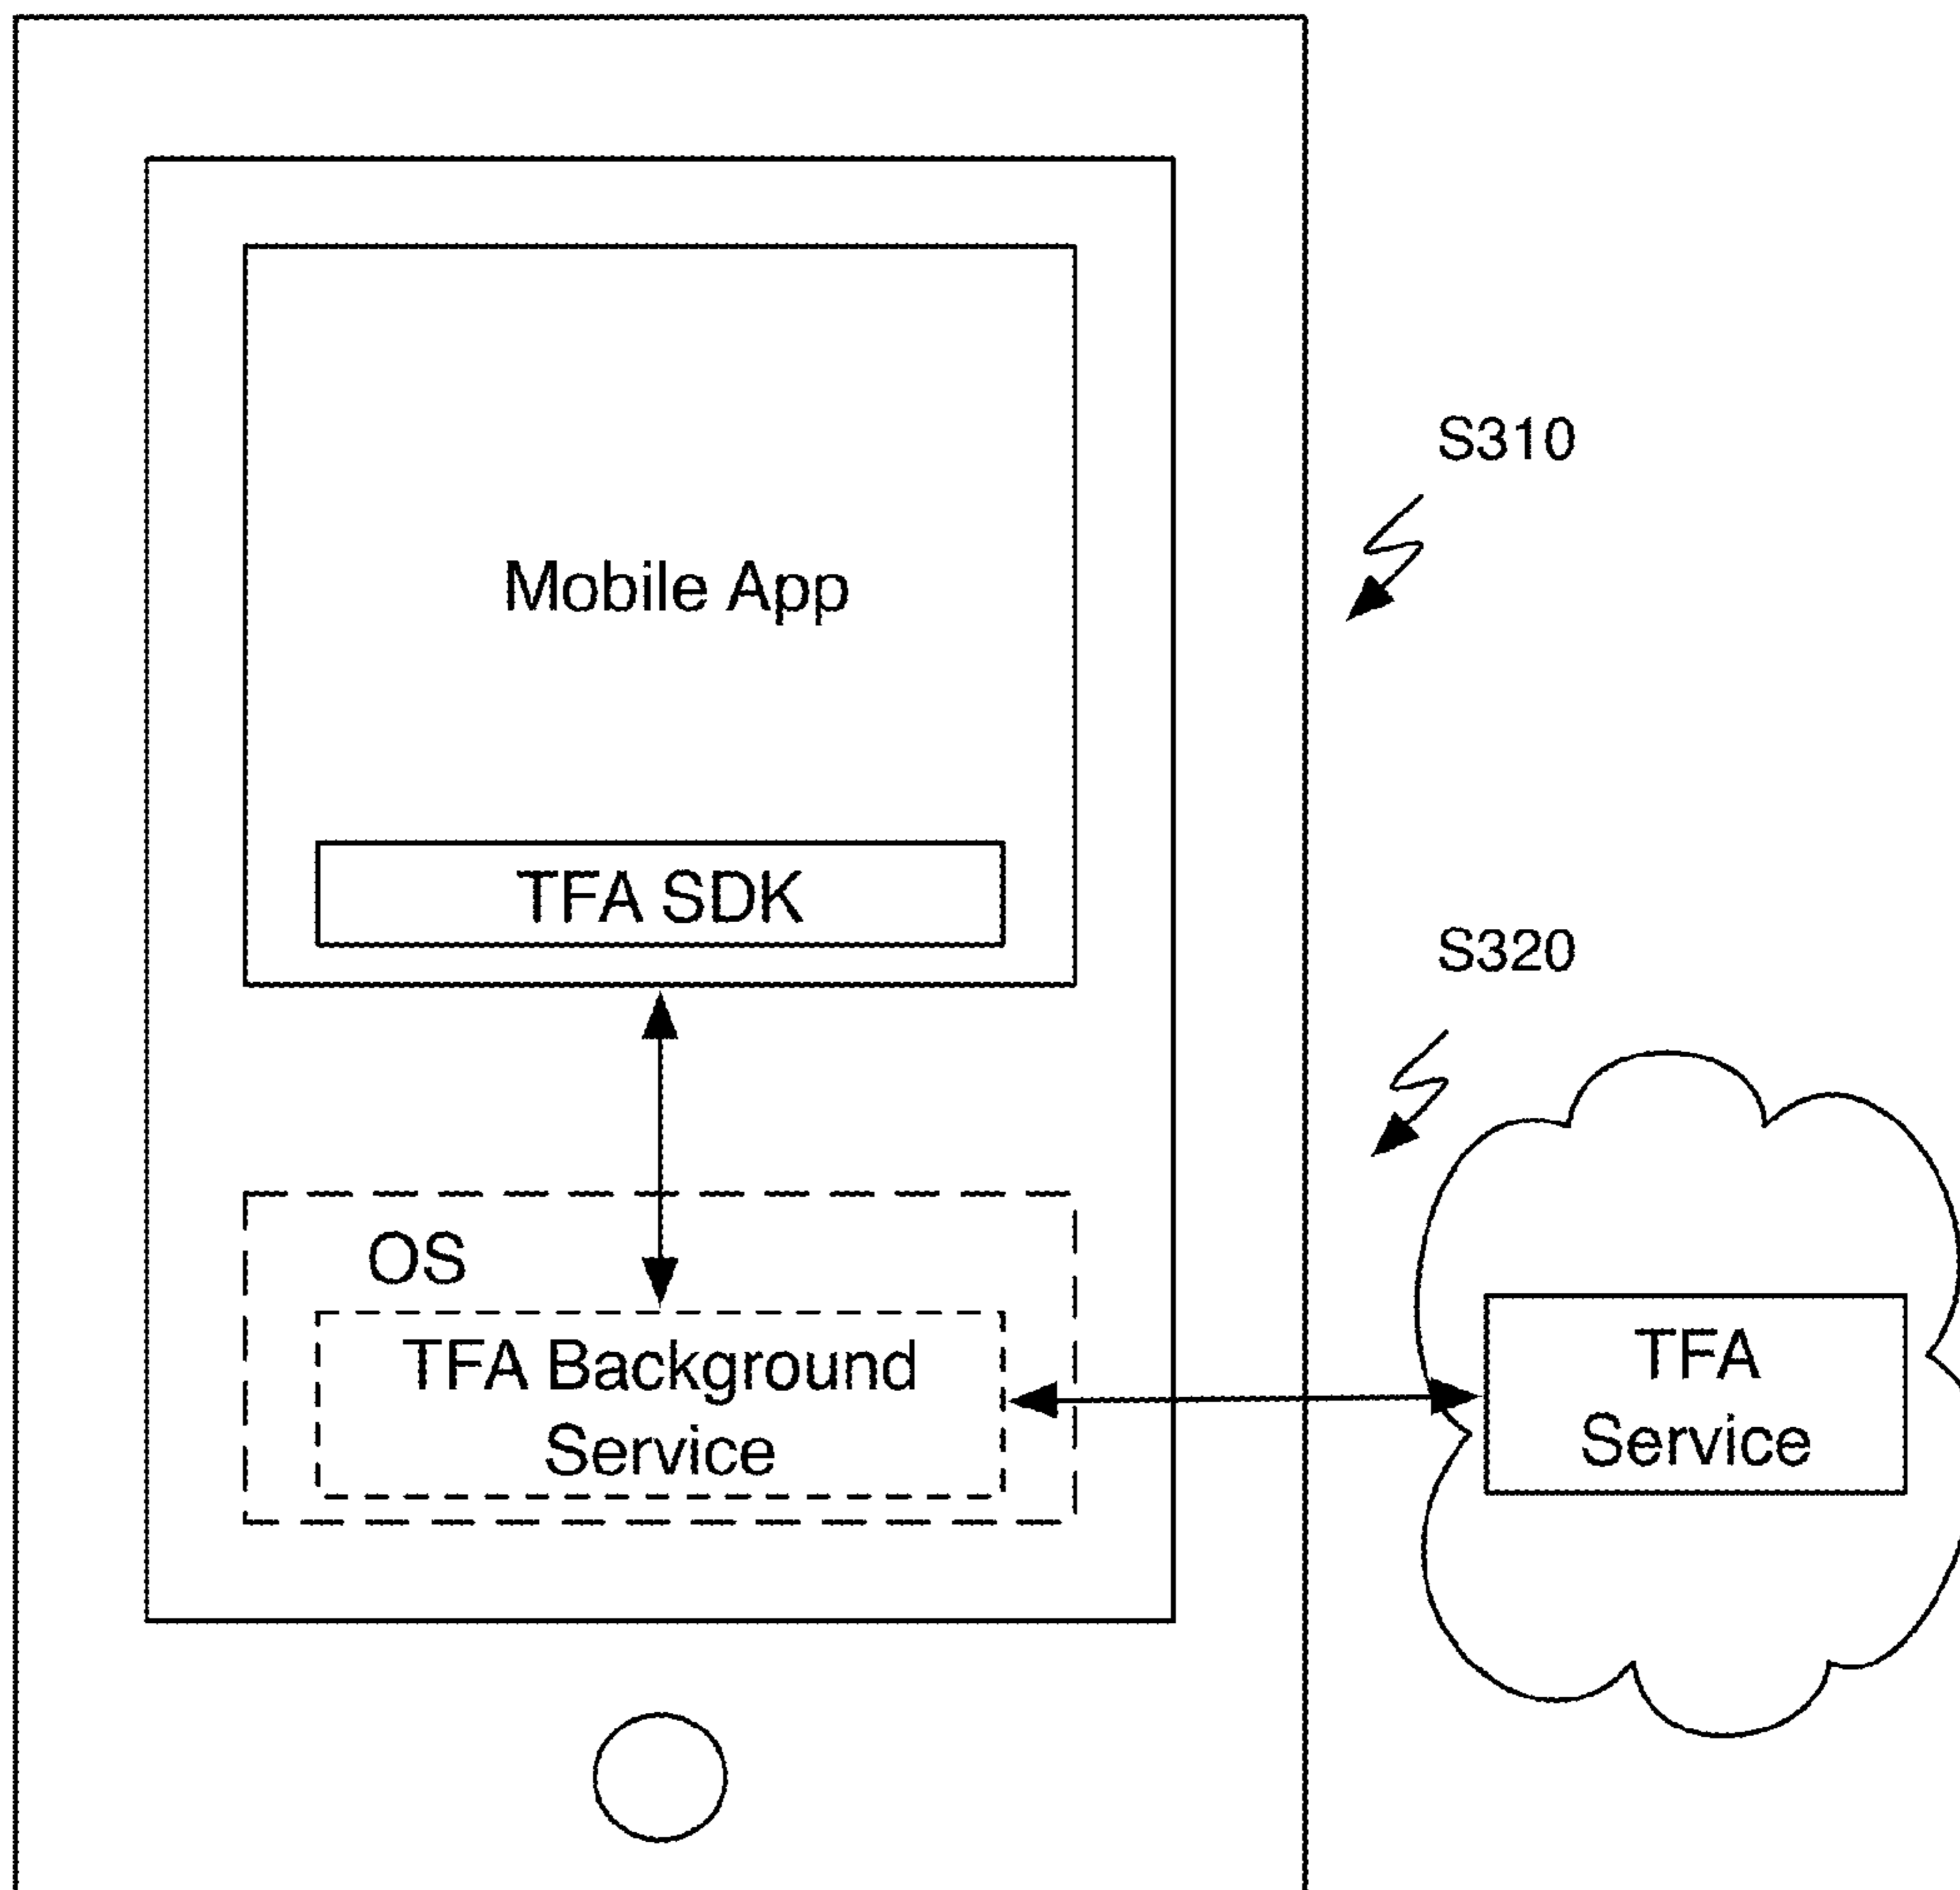 S310
Mobile App
TFA SDK
S320
OS
TFA Background
Service
TFA
Service